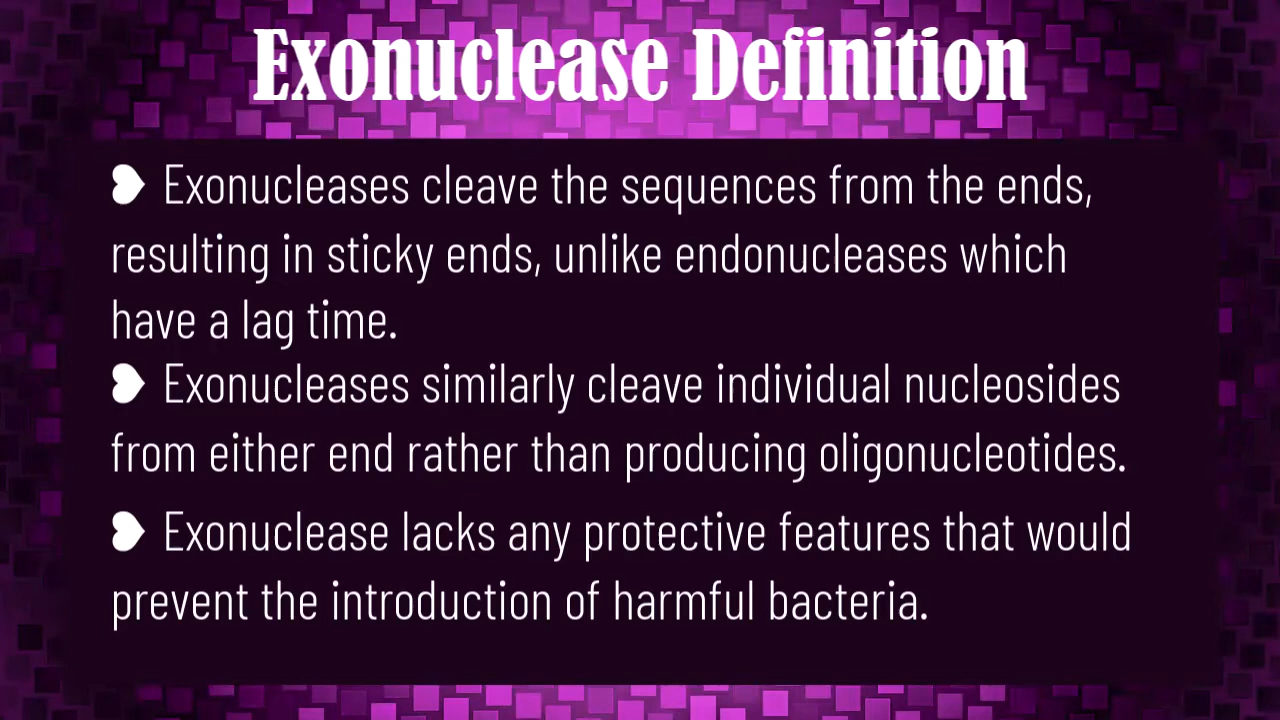 Exonuclease Definition
❥ Exonucleases cleave the sequences from the ends,
resulting in sticky ends, unlike endonucleases which
have a lag time.
❥ Exonucleases similarly cleave individual nucleosides
from either end rather than producing oligonucleotides.
❥ Exonuclease lacks any protective features that would
prevent the introduction of harmful bacteria.